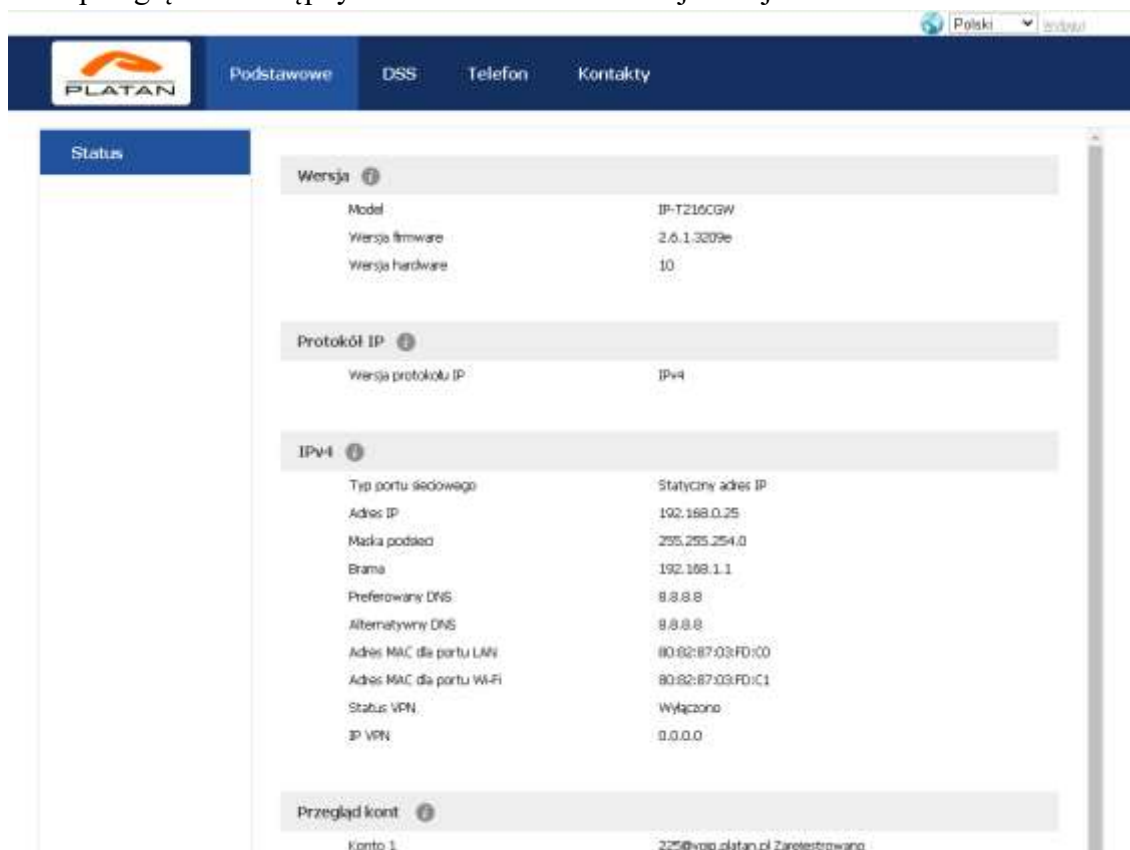 Polski
PLATAN
Podstawowe DSS Telefon Kontakty
Status
Wersja
Model IP-T216CGW
Wersja firmware 2.6.1.3209e
Wersja hardware 10
Protokół IP
Wersja protokołu IP IPv4
IPv4
Typ portu sieciowego Statyczny adres IP
Adres IP 192.168.0.25
Maska podsieci 255.255.254.0
Brama 192.168.1.1
Preferowany DNS 8.8.8.8
Alternatywny DNS 8.8.8.8
Adres MAC dla portu LAN 80:82:87:03:FD:C0
Adres MAC dla portu Wi-Fi 80:82:87:03:FD:C1
Status VPN Wyłączono
IP VPN 0.0.0.0
Przegląd kont
Konto 1 225@voip.platan.pl Zarejestrowano